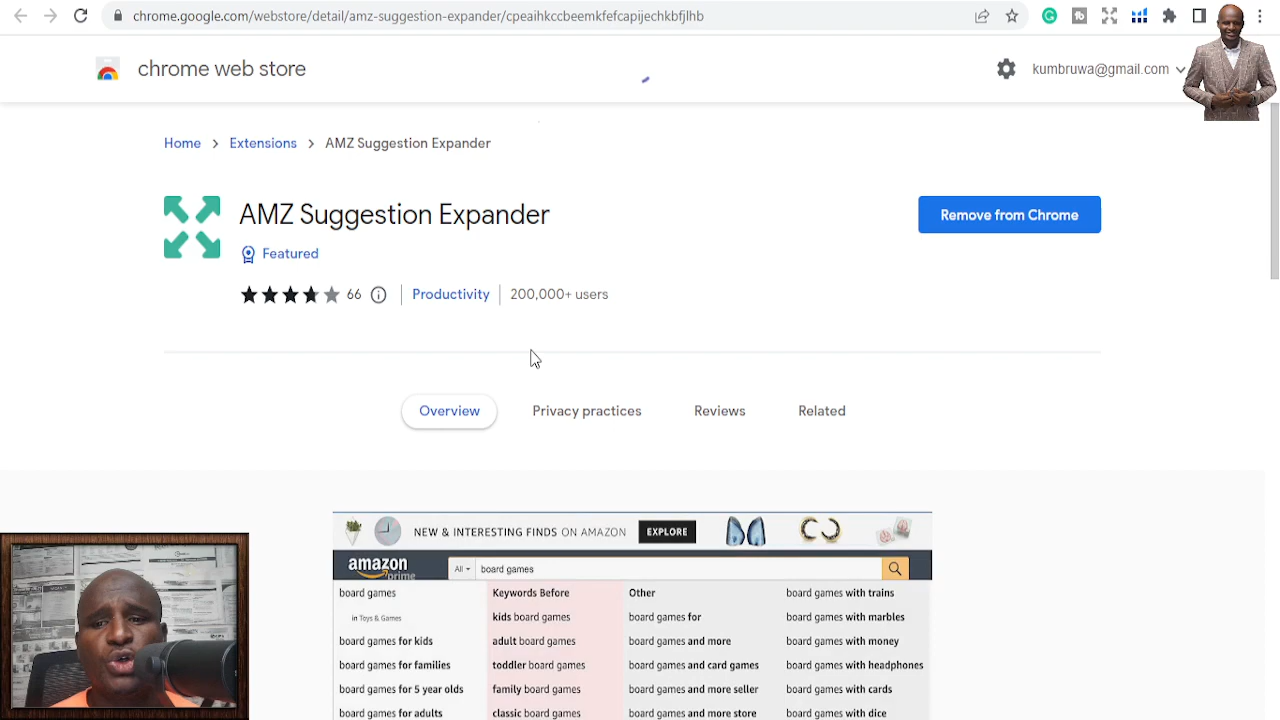 chrome.google.com/webstore/detail/amz-suggestion-expander/cpeaihkccbeemkfefcapijechkbfjlhb
chrome web store
kumbruwa@gmail.com
Home > Extensions > AMZ Suggestion Expander
AMZ Suggestion Expander
Remove from Chrome
Featured
66 Productivity 200,000+ users
Overview Privacy practices Reviews Related
NEW & INTERESTING FINDS ON AMAZON EXPLORE
amazon prime All board games
board games Keywords Before Other board games with trains
in Toys & Games kids board games board games for board games with marbles
board games for kids adult board games board games and more board games with money
board games for families toddler board games board games and card games board games with headphones
board games for 5 year olds family board games board games and more seller board games with cards
board games for adults classic board games board games and more store board games with dice